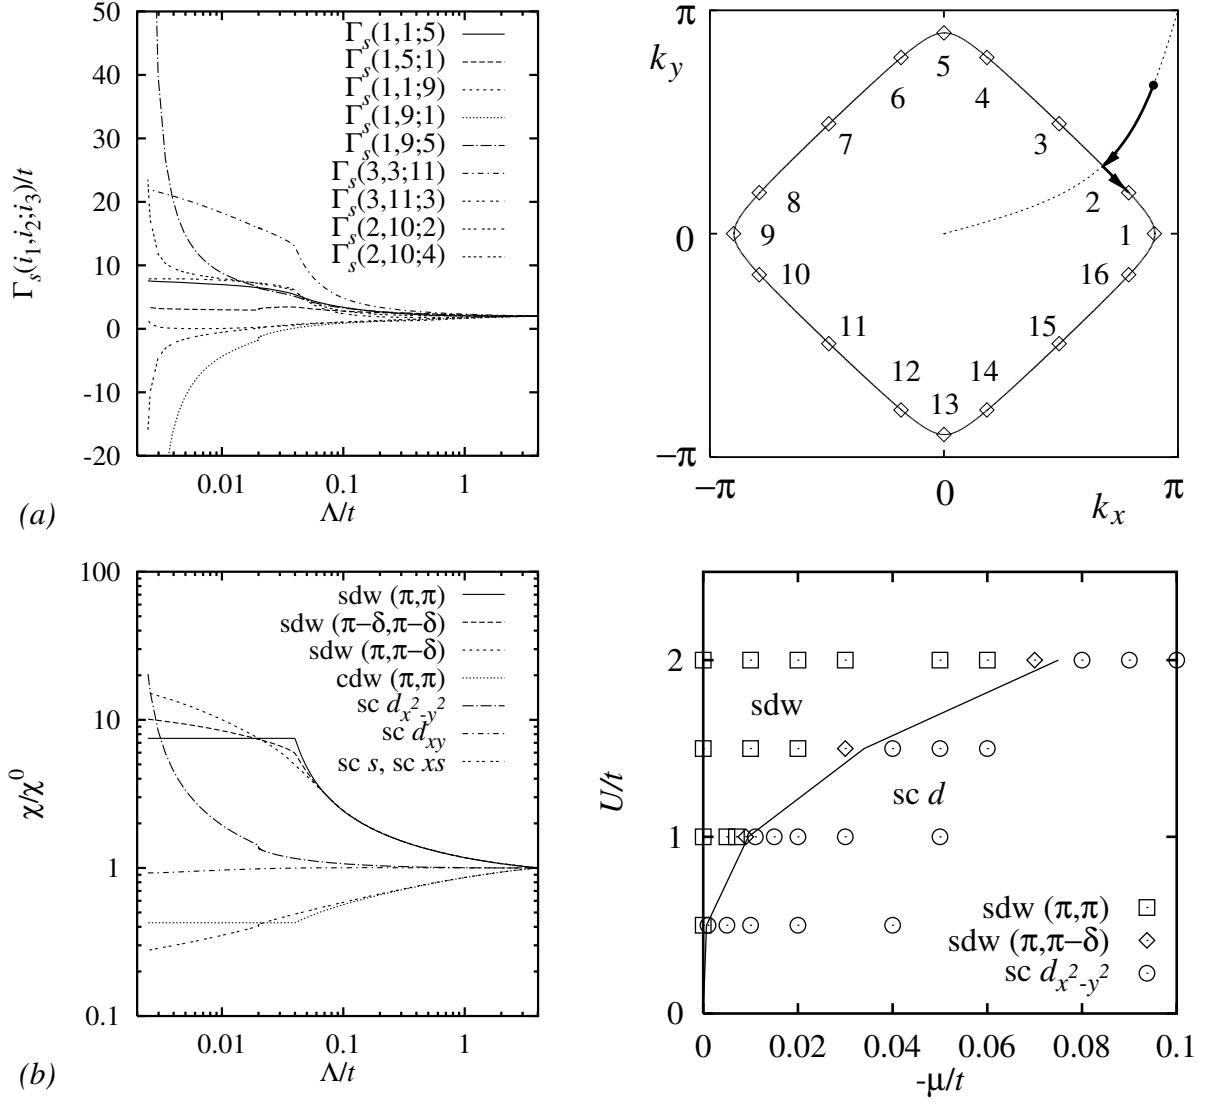 50
40
30
20
10
0
-10
-20
Γs(i1,i2;i3)/t
Γs(1,1;5)
Γs(1,5;1)
Γs(1,1;9)
Γs(1,9;1)
Γs(1,9;5)
Γs(3,3;11)
Γs(3,11;3)
Γs(2,10;2)
Γs(2,10;4)
0.01
0.1
1
Λ/t
(a)
π
ky
0
−π
5
4
6
3
7
2
8
1
9
16
10
15
11
14
12
13
−π
0
π
kx
100
10
1
0.1
χ/χ0
sdw (π,π)
sdw (π−δ,π−δ)
sdw (π,π−δ)
cdw (π,π)
sc dx2-y2
sc dxy
sc s, sc xs
0.01
0.1
1
Λ/t
(b)
2
1
0
U/t
sdw
sc d
sdw (π,π)
sdw (π,π−δ)
sc dx2-y2
0
0.02
0.04
0.06
0.08
0.1
-μ/t